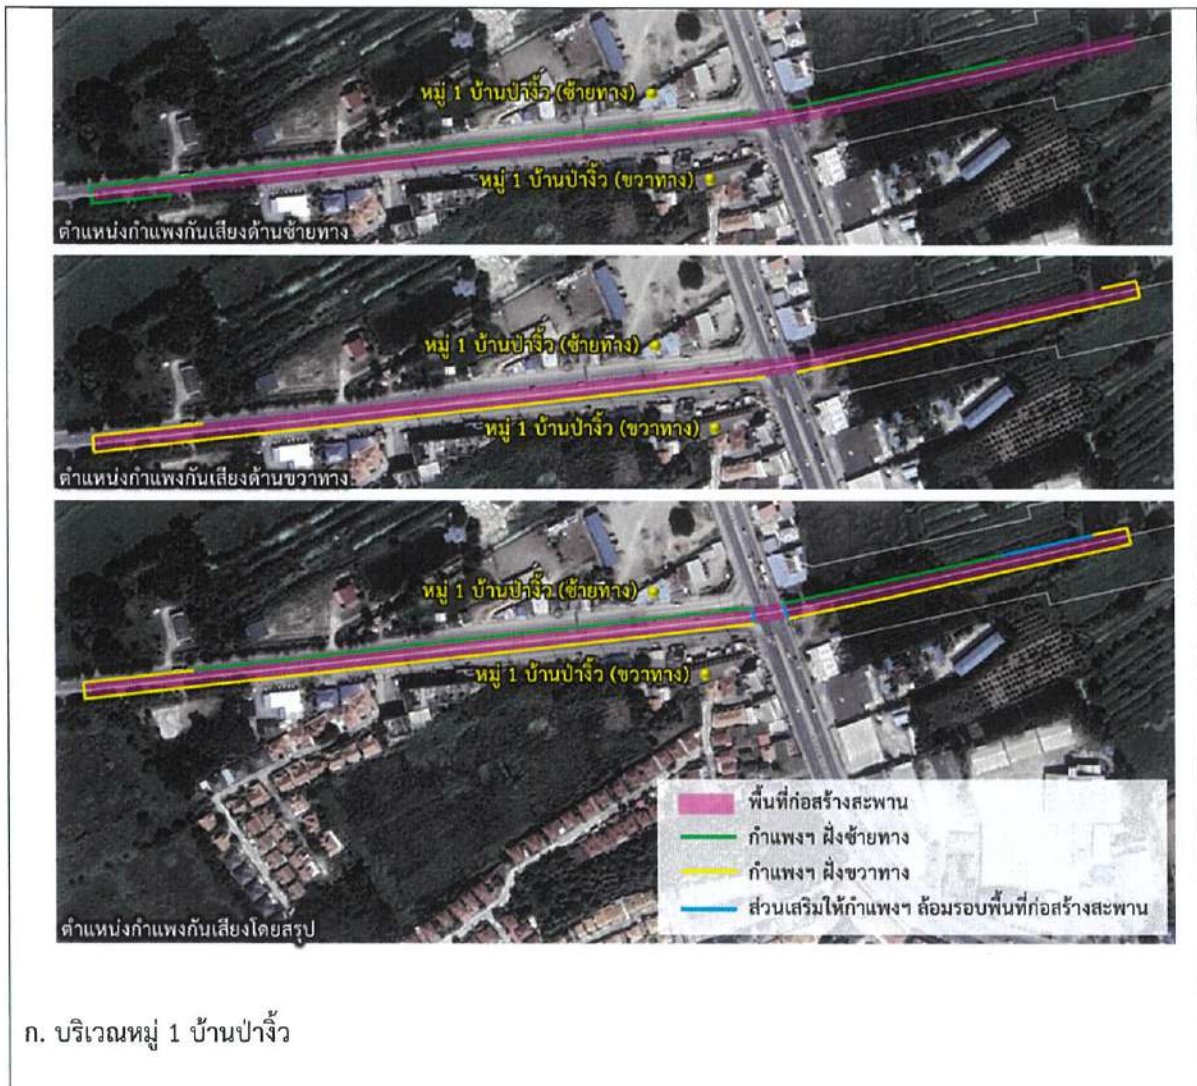 หมู่ 1 บ้านป่างิ้ว (ซ้ายทาง)
หมู่ 1 บ้านป่างิ้ว (ขวาทาง)
ตำแหน่งกำแพงกันเสียงด้านซ้ายทาง
หมู่ 1 บ้านป่างิ้ว (ซ้ายทาง)
หมู่ 1 บ้านป่างิ้ว (ขวาทาง)
ตำแหน่งกำแพงกันเสียงด้านขวาทาง
หมู่ 1 บ้านป่างิ้ว (ซ้ายทาง)
หมู่ 1 บ้านป่างิ้ว (ขวาทาง)
พื้นที่ก่อสร้างสะพาน
กำแพงฯ ฝั่งซ้ายทาง
กำแพงฯ ฝั่งขวาทาง
ส่วนเสริมให้กำแพงฯ ล้อมรอบพื้นที่ก่อสร้างสะพาน
ตำแหน่งกำแพงกันเสียงโดยสรุป
ก. บริเวณหมู่ 1 บ้านป่างิ้ว